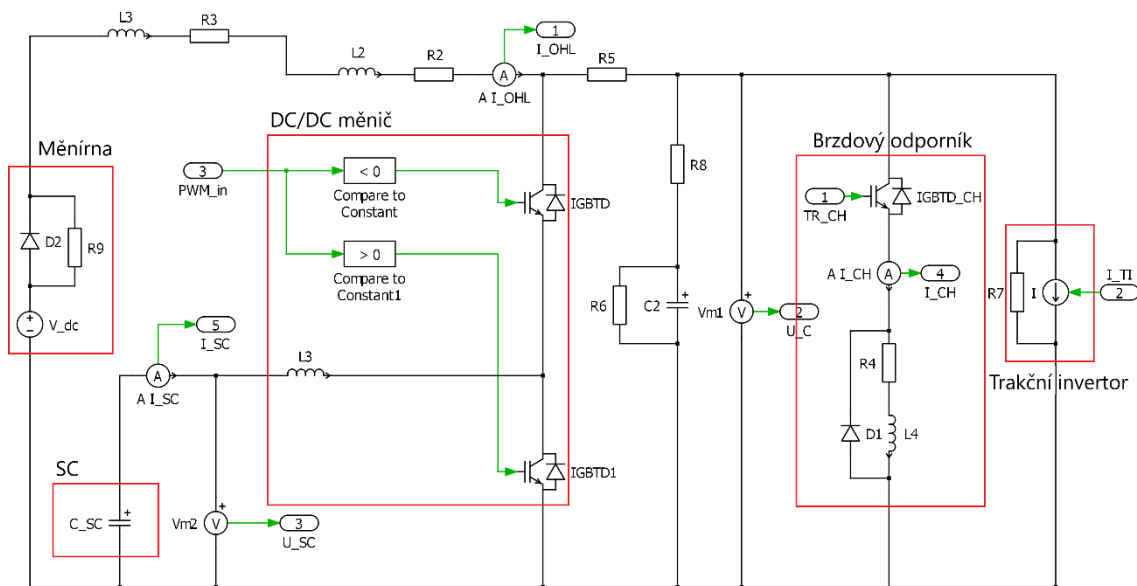 L3
R3
L2
R2
A I_OHL
1
I_OHL
R5
DC/DC měnič
3
PWM_in
< 0
Compare to
Constant
> 0
Compare to
Constant1
IGBTD
IGBTD1
L3
Měnírna
D2
R9
V_dc
5
I_SC
A
A I_SC
SC
C_SC
Vm2
V
3
U_SC
A
R8
R6
C2
Vm1
V
2
U_C
Brzdový odporník
1
TR_CH
IGBTD_CH
A I_CH
A
4
I_CH
R4
D1
L4
R7
I
I_TI
2
Trakční invertor